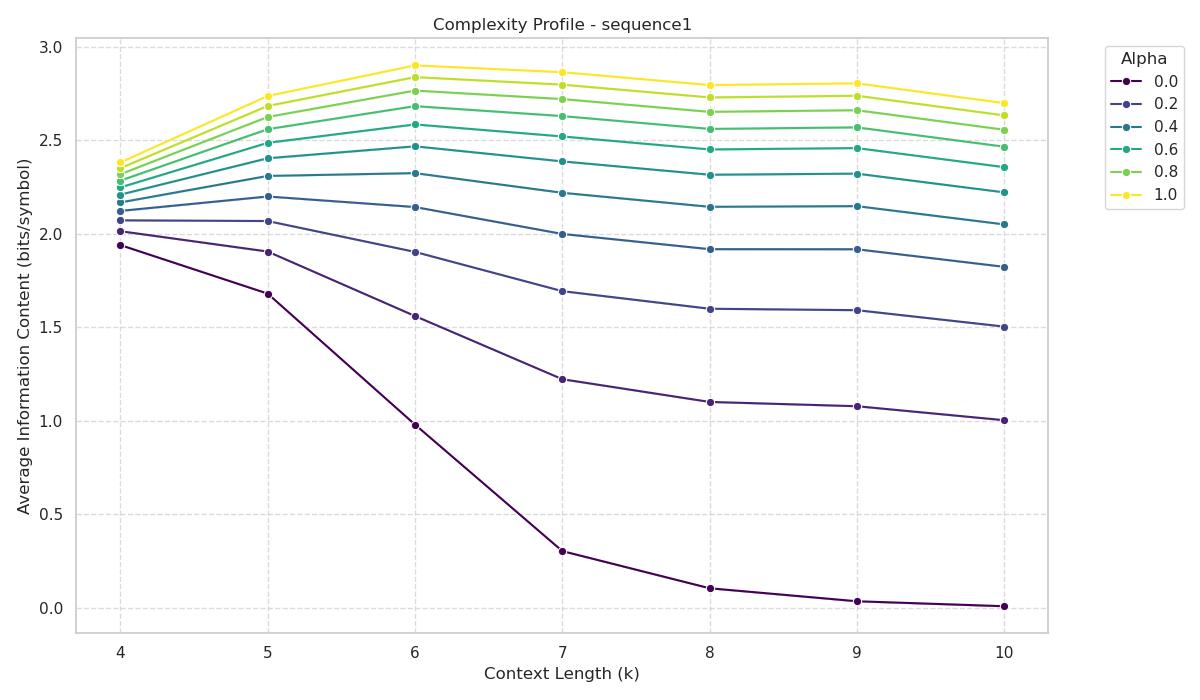 Complexity Profile - sequence1
Average Information Content (bits/symbol)
3.0
2.5
2.0
1.5
1.0
0.5
0.0
4 5 6 7 8 9 10
Context Length (k)
Alpha
0.0
0.2
0.4
0.6
0.8
1.0